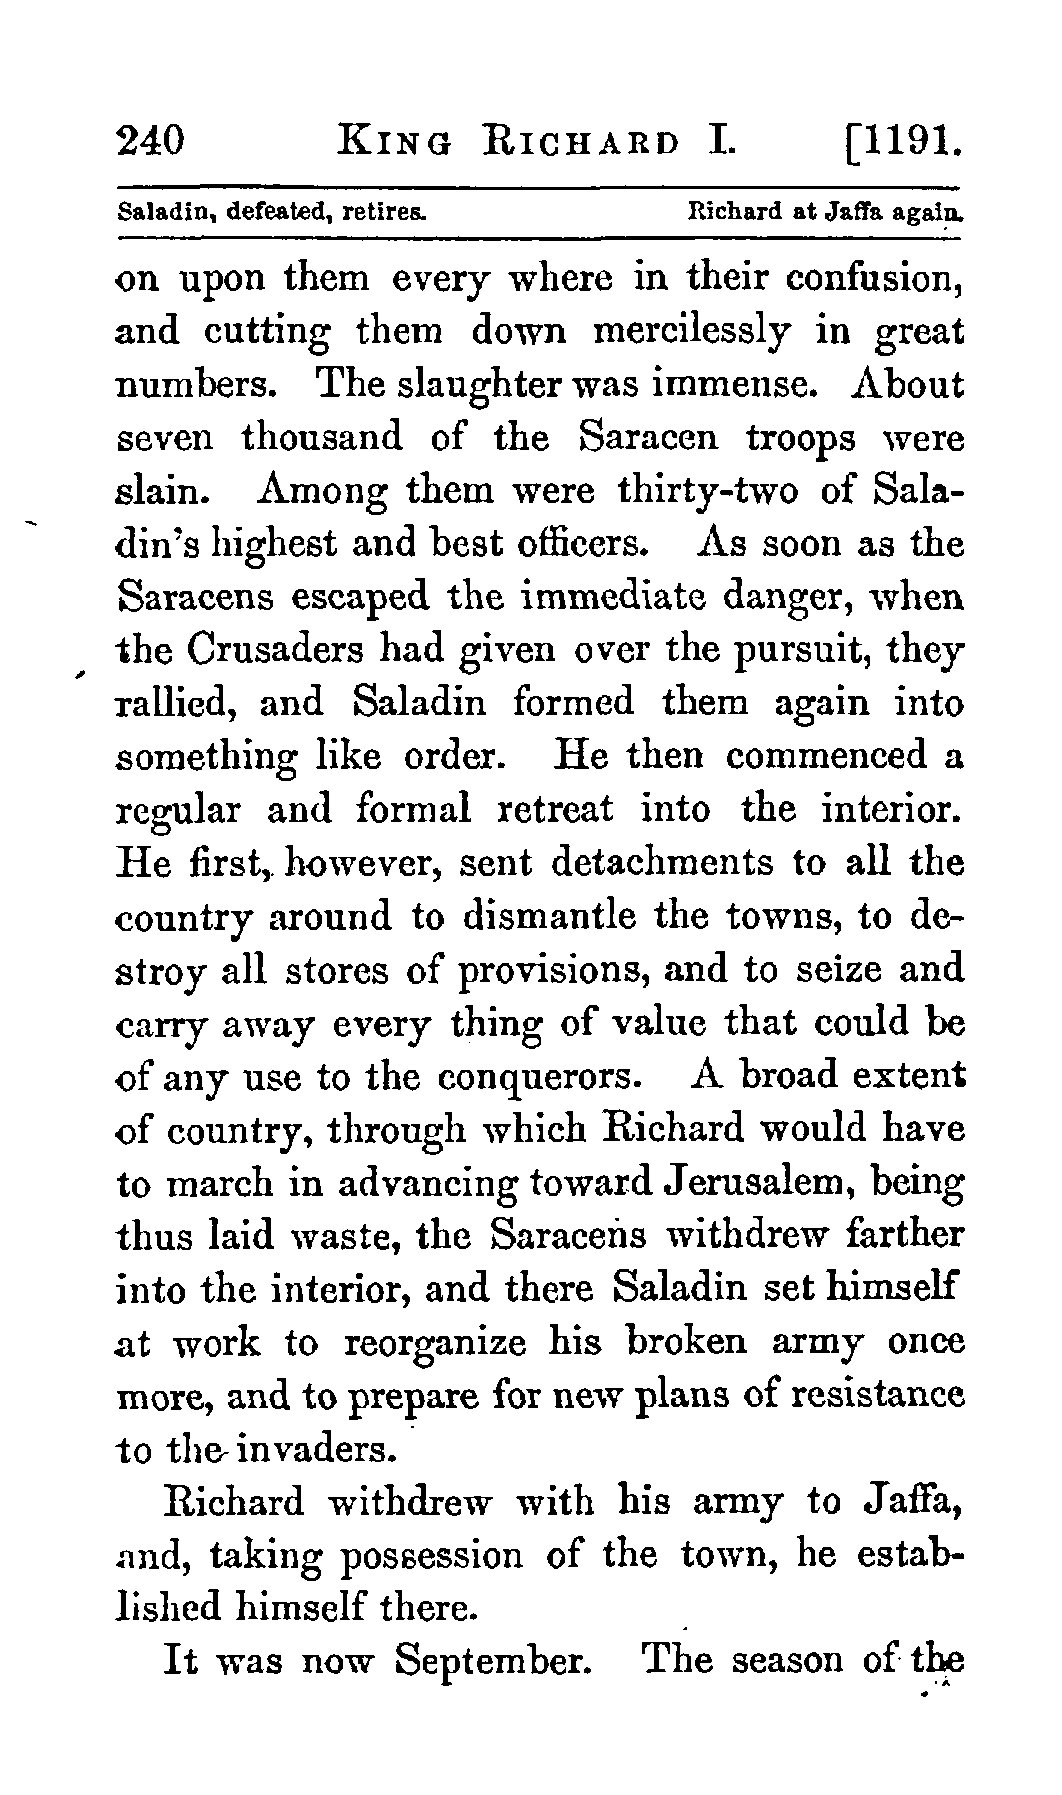 240 KING RICHARD I. [1191.
Saladin, defeated, retires. Richard at Jaffa again.
on upon them every where in their confusion,
and cutting them down mercilessly in great
numbers. The slaughter was immense. About
seven thousand of the Saracen troops were
slain. Among them were thirty-two of Sala-
din's highest and best officers. As soon as the
Saracens escaped the immediate danger, when
the Crusaders had given over the pursuit, they
rallied, and Saladin formed them again into
something like order. He then commenced a
regular and formal retreat into the interior.
He first, however, sent detachments to all the
country around to dismantle the towns, to de-
stroy all stores of provisions, and to seize and
carry away every thing of value that could be
of any use to the conquerors. A broad extent
of country, through which Richard would have
to march in advancing toward Jerusalem, being
thus laid waste, the Saracens withdrew farther
into the interior, and there Saladin set himself
at work to reorganize his broken army once
more, and to prepare for new plans of resistance
to the invaders.
Richard withdrew with his army to Jaffa,
and, taking possession of the town, he estab-
lished himself there.
It was now September. The season of the